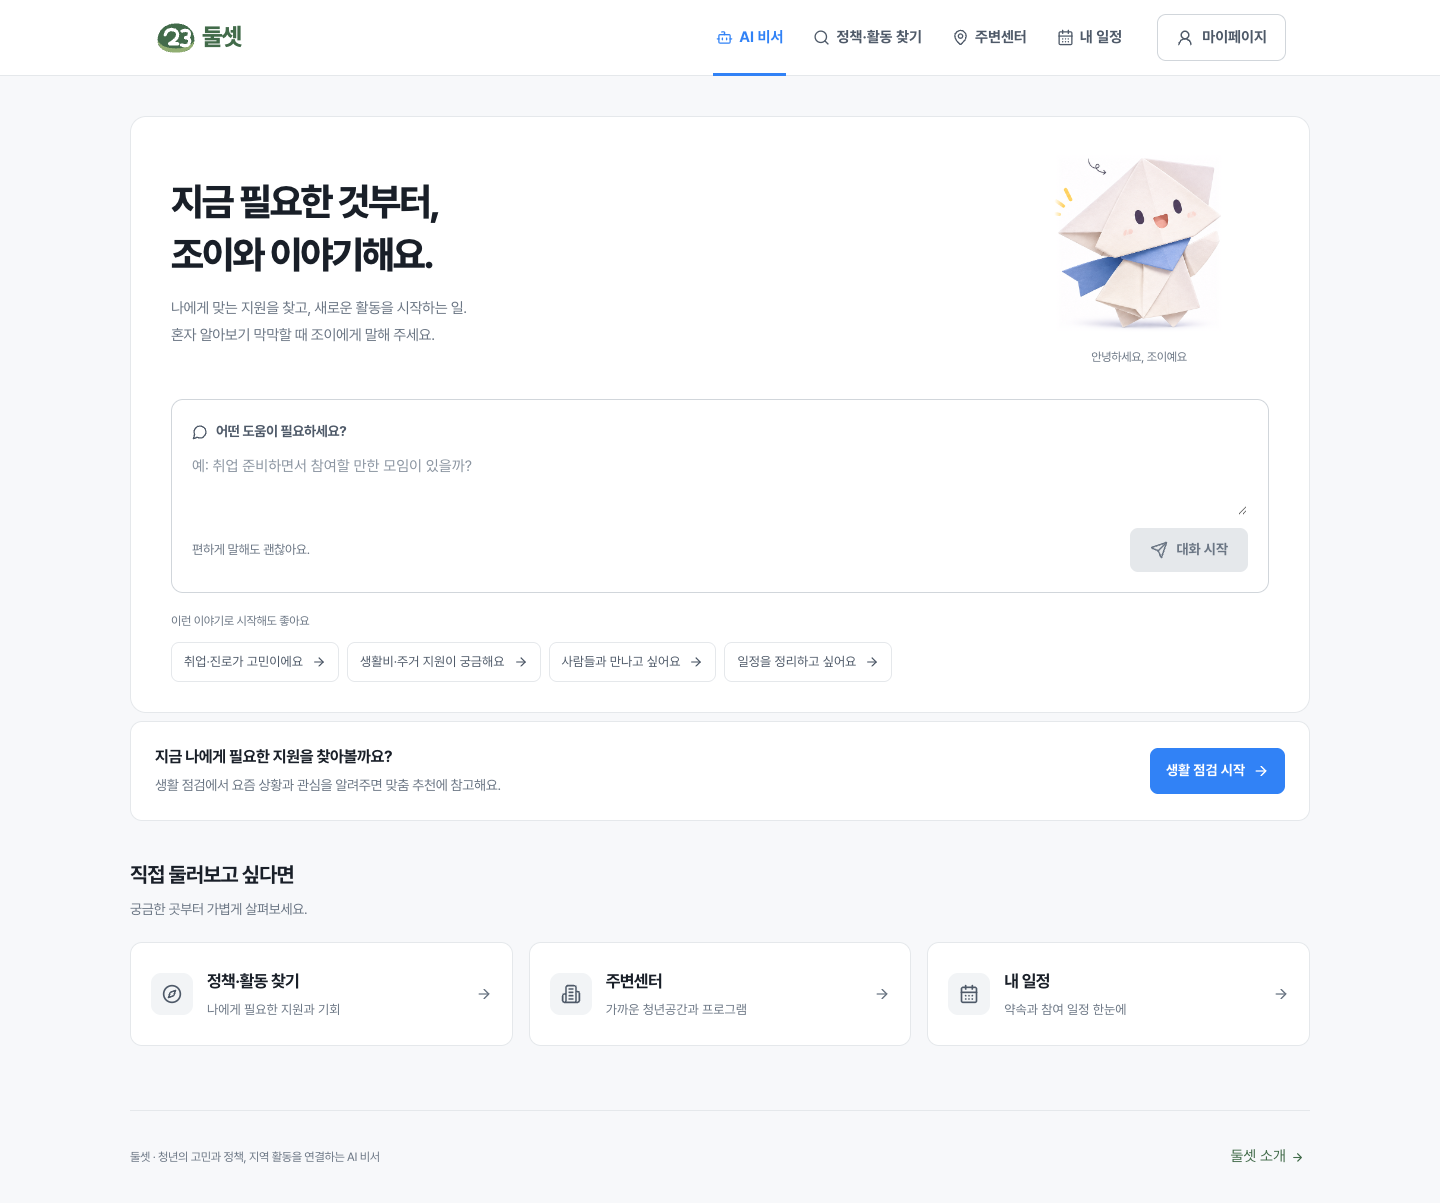 23 둘셋
AI 비서
정책·활동 찾기
주변센터
내 일정
마이페이지
지금 필요한 것부터,
조이와 이야기해요.
나에게 맞는 지원을 찾고, 새로운 활동을 시작하는 일.
혼자 알아보기 막막할 때 조이에게 말해 주세요.
안녕하세요, 조이예요
어떤 도움이 필요하세요?
예: 취업 준비하면서 참여할 만한 모임이 있을까?
편하게 말해도 괜찮아요.
대화 시작
이런 이야기로 시작해도 좋아요
취업·진로가 고민이에요 →
생활비·주거 지원이 궁금해요 →
사람들과 만나고 싶어요 →
일정을 정리하고 싶어요 →
지금 나에게 필요한 지원을 찾아볼까요?
생활 점검에서 요즘 상황과 관심을 알려주면 맞춤 추천에 참고해요.
생활 점검 시작 →
직접 둘러보고 싶다면
궁금한 곳부터 가볍게 살펴보세요.
정책·활동 찾기
나에게 필요한 지원과 기회
→
주변센터
가까운 청년공간과 프로그램
→
내 일정
약속과 참여 일정 한눈에
→
둘셋 · 청년의 고민과 정책, 지역 활동을 연결하는 AI 비서
둘셋 소개 →